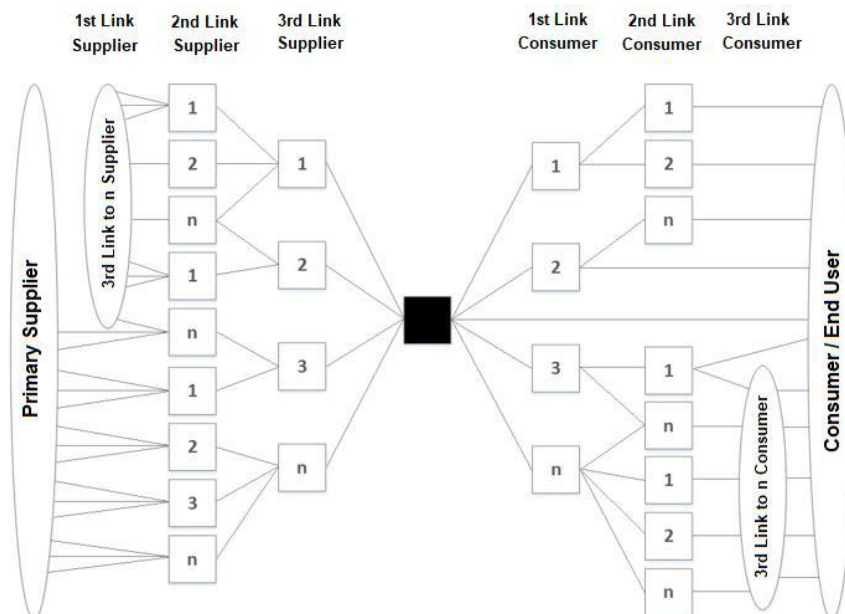 1st Link
Supplier
2nd Link
Supplier
3rd Link
Supplier
1st Link
Consumer
2nd Link
Consumer
3rd Link
Consumer
Primary Supplier
3rd Link to n Supplier
1
2
n
1
n
1
2
3
n
1
2
3
n
1
2
3
n
1
2
n
1
n
1
2
n
3rd Link to n Consumer
Consumer / End User